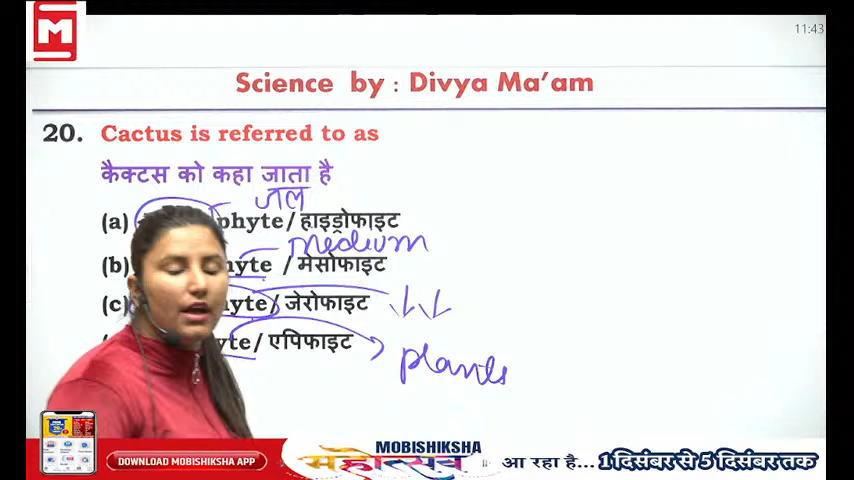 M
11:43
Science by : Divya Ma’am
20. Cactus is referred to as
कैक्टस को कहा जाता है
जल
(a) phyte/हाइड्रोफाइट
medium
(b) hyte /मेसोफाइट
(c) hyte/जेरोफाइट
yte/एपिफाइट
plants
DOWNLOAD MOBISHIKSHA APP
MOBISHIKSHA
महोत्सव
आ रहा है... 1 दिसंबर से 5 दिसंबर तक